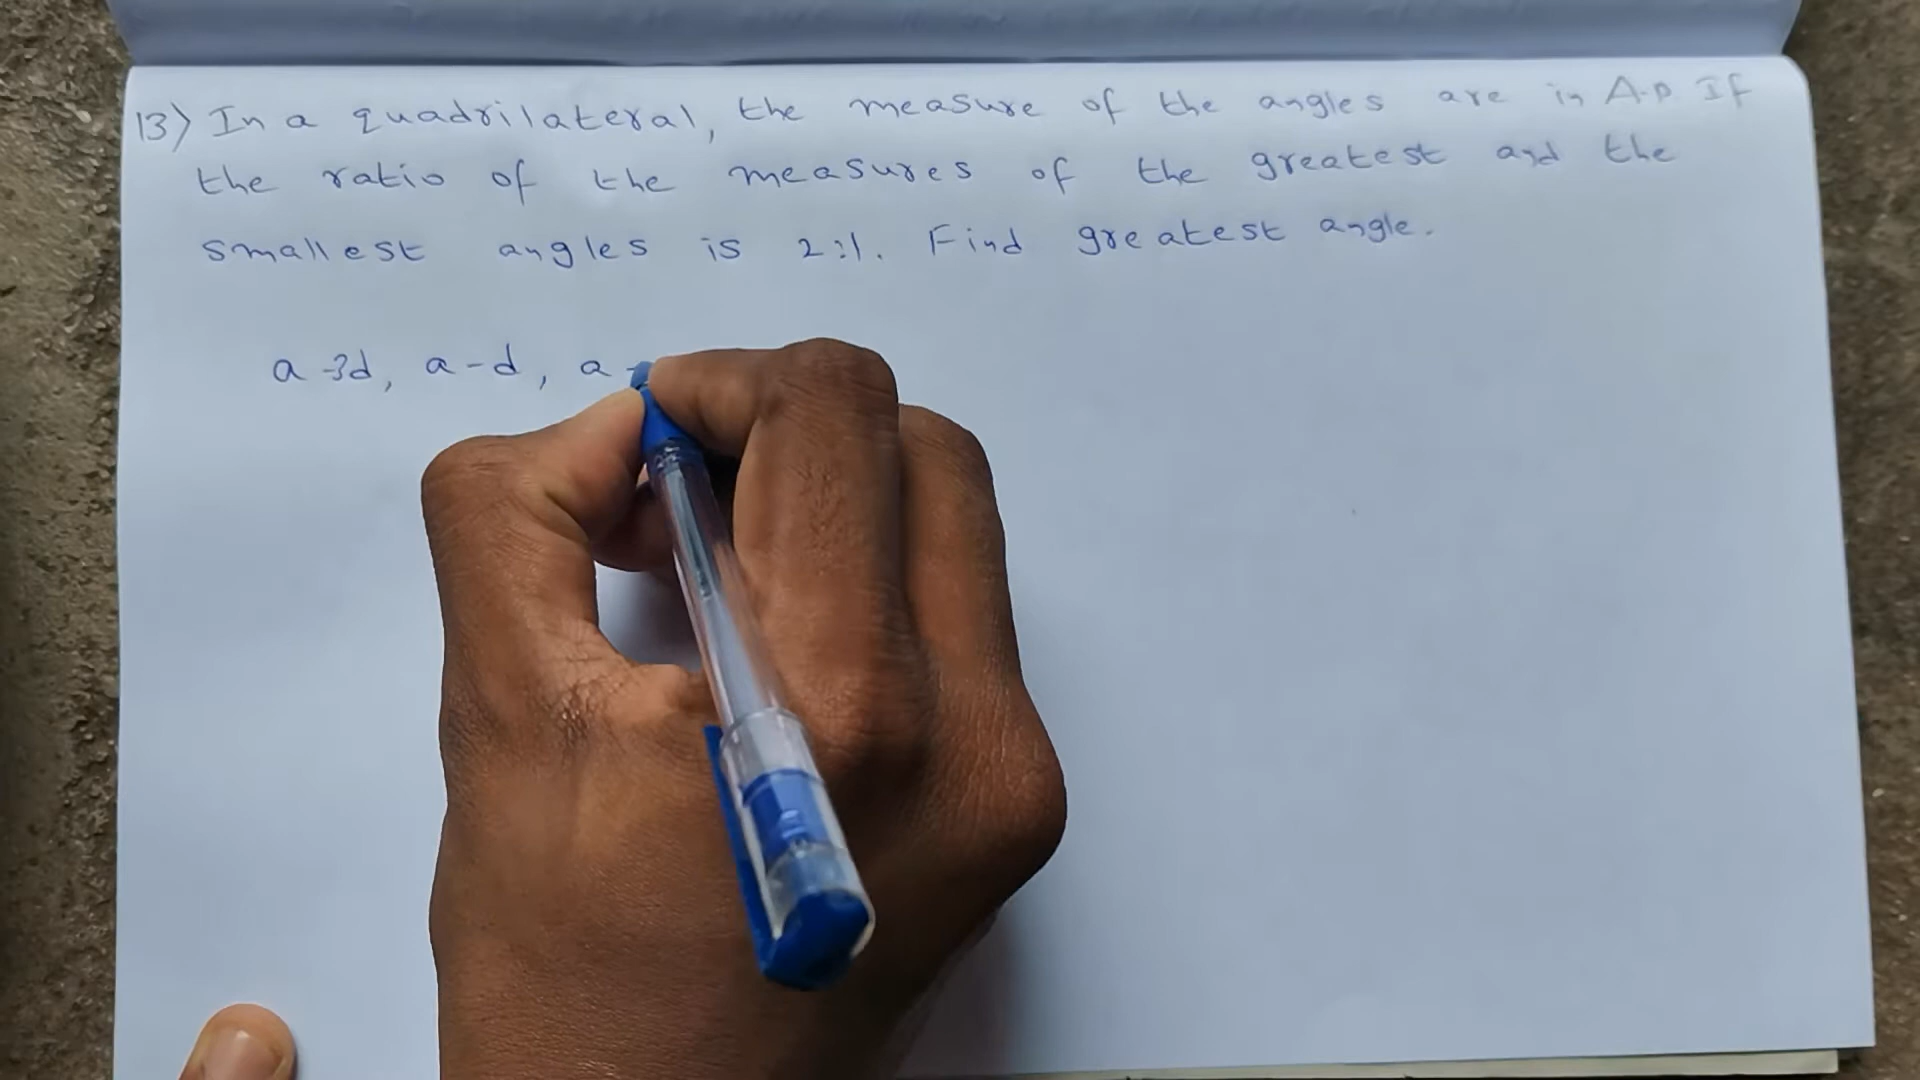 13) In a quadrilateral, the measure of the angles are in A.P If
the ratio of the measures of the greatest and the
smallest angles is 2:1. Find greatest angle.
a-3d, a-d, a